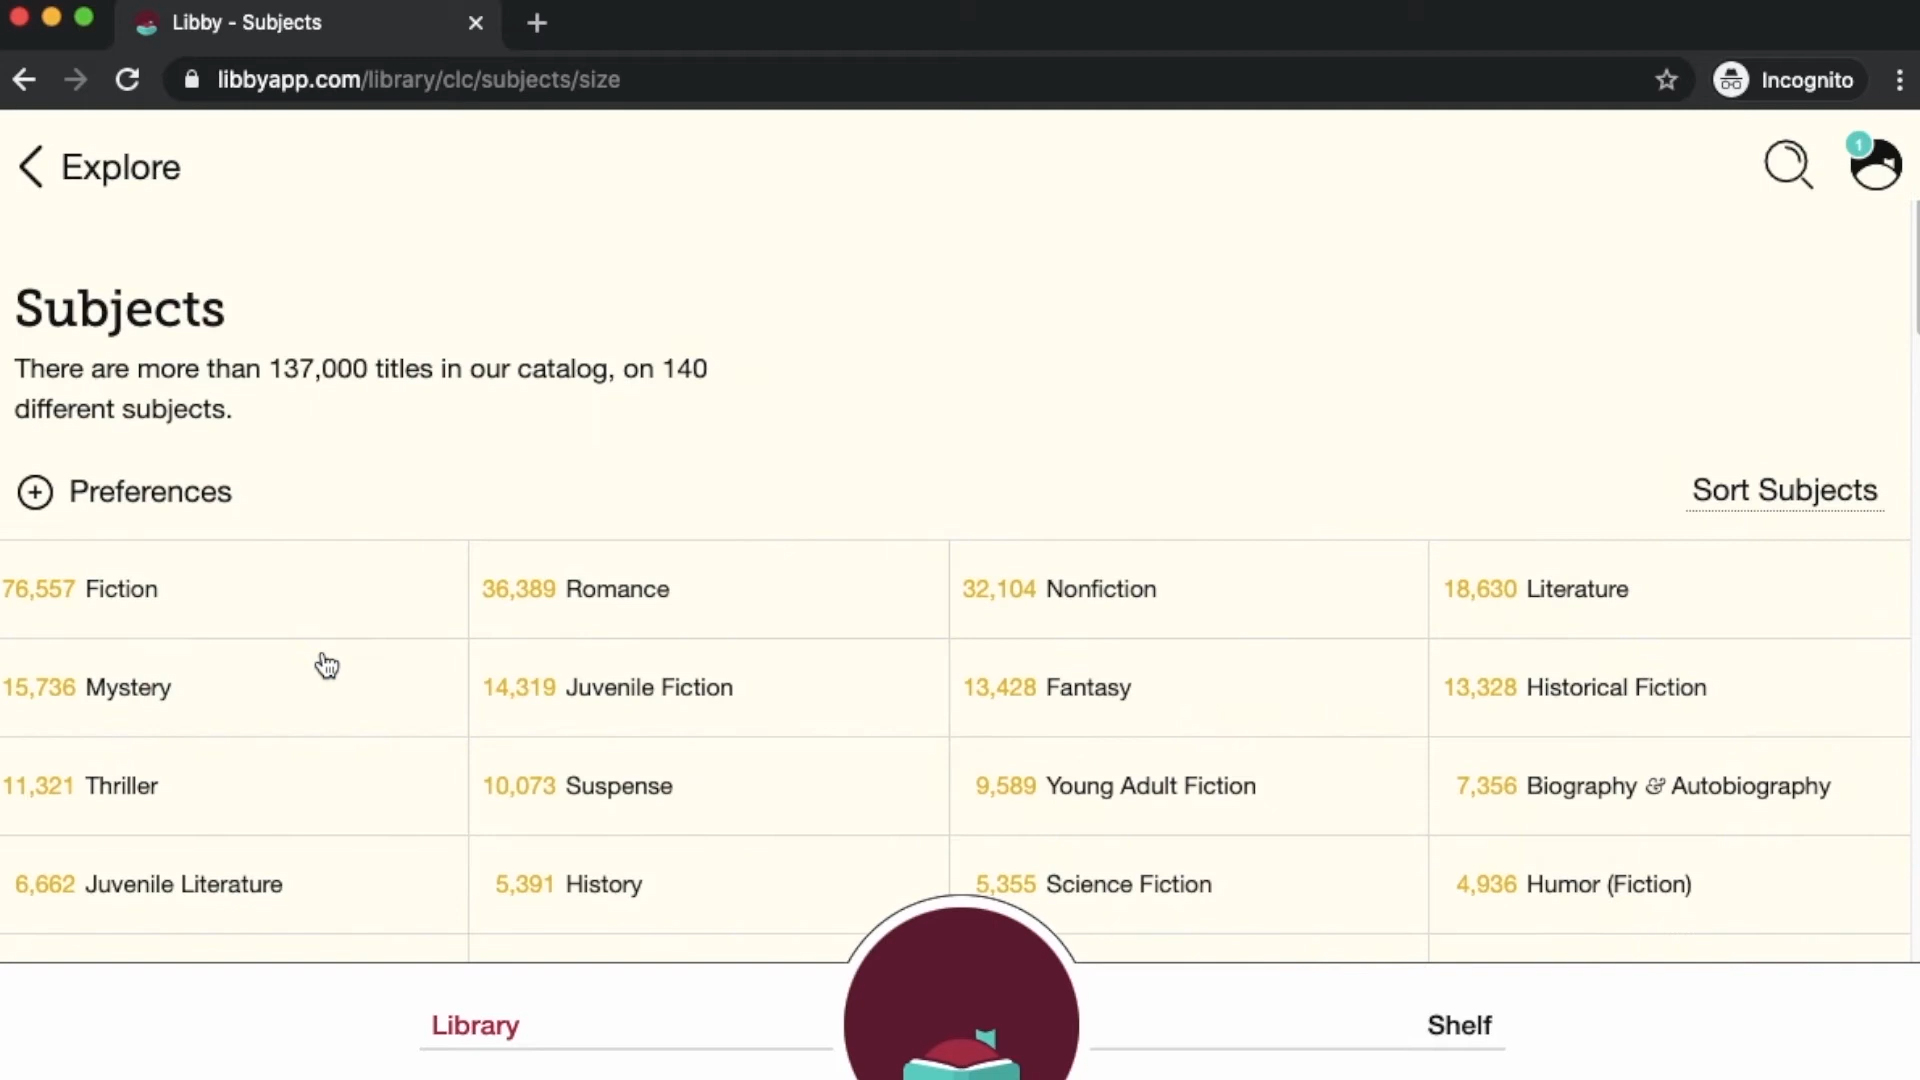 Libby - Subjects
libbyapp.com/library/clc/subjects/size
Incognito
Explore
1
Subjects
There are more than 137,000 titles in our catalog, on 140
different subjects.
Preferences
Sort Subjects
76,557 Fiction
36,389 Romance
32,104 Nonfiction
18,630 Literature
15,736 Mystery
14,319 Juvenile Fiction
13,428 Fantasy
13,328 Historical Fiction
11,321 Thriller
10,073 Suspense
9,589 Young Adult Fiction
7,356 Biography & Autobiography
6,662 Juvenile Literature
5,391 History
5,355 Science Fiction
4,936 Humor (Fiction)
Library
Shelf